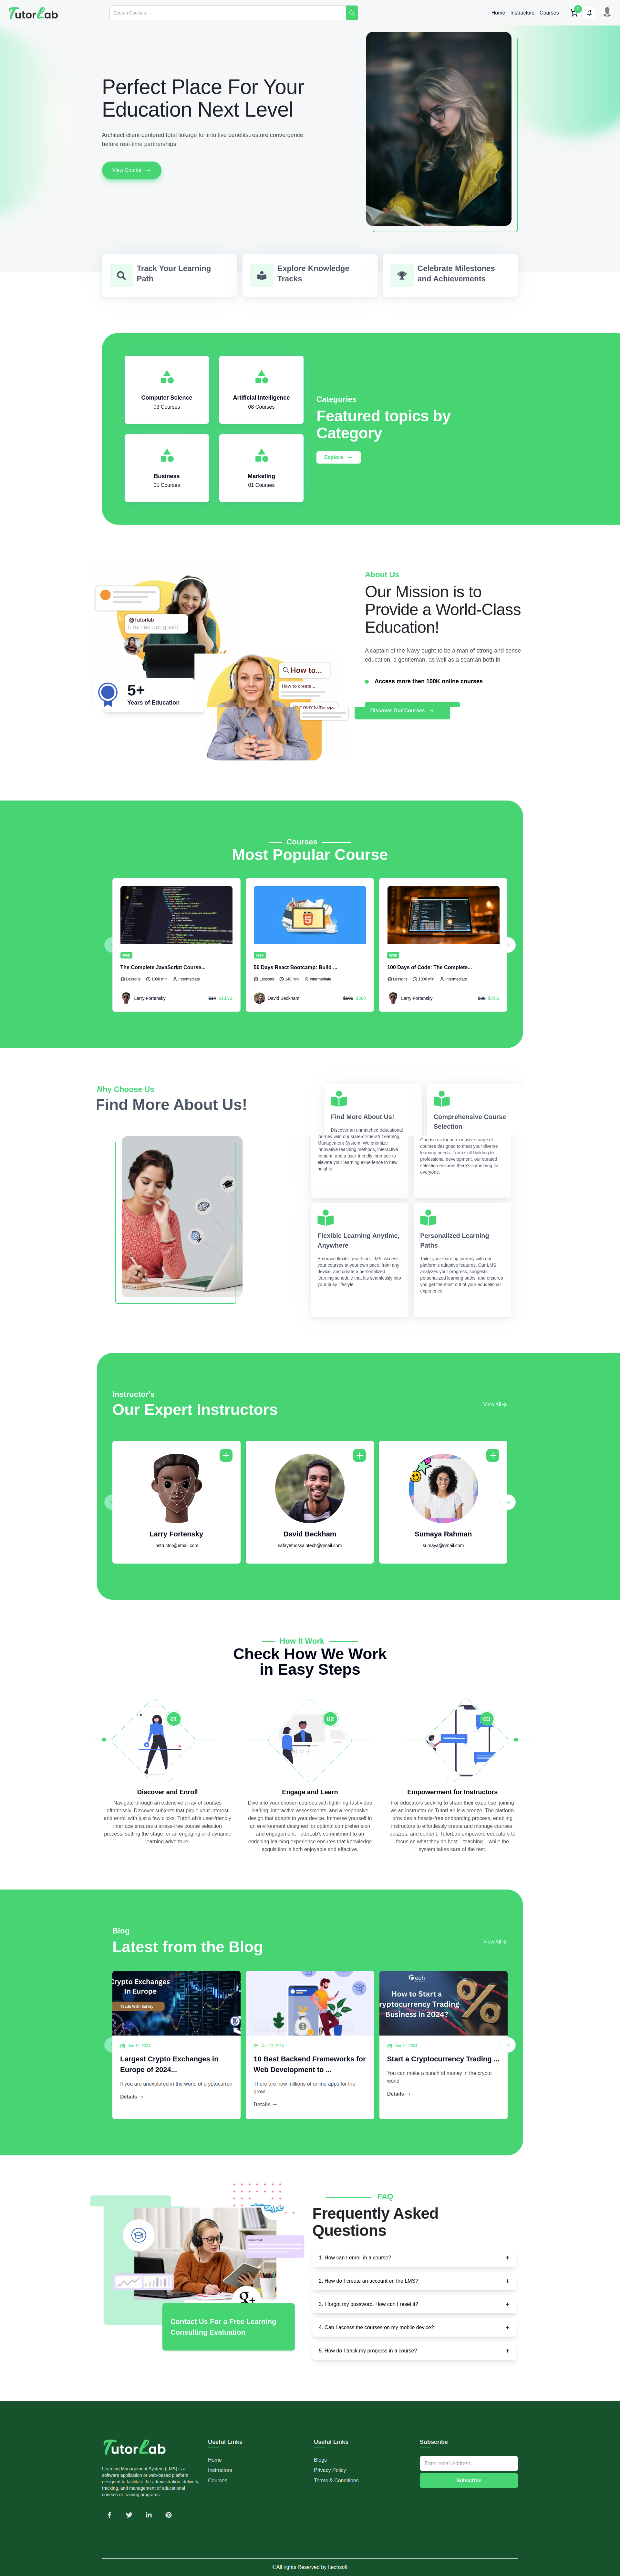 TutorLab
Search Courses ...
Home Instructors Courses
Perfect Place For Your
Education Next Level
Architect client-centered total linkage for intuitive benefits.restore convergence
before real-time partnerships.
View Course →
Track Your Learning
Path
Explore Knowledge
Tracks
Celebrate Milestones
and Achievements
Computer Science
03 Courses
Artificial Intelligence
08 Courses
Business
05 Courses
Marketing
01 Courses
Categories
Featured topics by
Category
Explore →
@Tutorlab
It turned out great!
5+
Years of Education
How to...
How to create...
About Us
Our Mission is to
Provide a World-Class
Education!
A captain of the Navy ought to be a man of strong and sense
education, a gentleman, as well as a seaman both in
Access more then 100K online courses
Discover Our Courses →
Courses
Most Popular Course
Web
The Complete JavaScript Course...
Lessons 1000 min Intermediate
Larry Fortensky $14 $13.72
Web
50 Days React Bootcamp: Build ...
Lessons 140 min Intermediate
David Beckham $600 $360
Web
100 Days of Code: The Complete...
Lessons 1000 min Intermediate
Larry Fortensky $88 $79.2
Why Choose Us
Find More About Us!
Find More About Us!
Discover an unmatched educational
journey with our state-of-the-art Learning
Management System. We prioritize
innovative teaching methods, interactive
content, and a user-friendly interface to
elevate your learning experience to new
heights.
Comprehensive Course
Selection
Choose us for an extensive range of
courses designed to meet your diverse
learning needs. From skill-building to
professional development, our curated
selection ensures there's something for
everyone.
Flexible Learning Anytime,
Anywhere
Embrace flexibility with our LMS. Access
your courses at your own pace, from any
device, and create a personalized
learning schedule that fits seamlessly into
your busy lifestyle.
Personalized Learning
Paths
Tailor your learning journey with our
platform's adaptive features. Our LMS
analyzes your progress, suggests
personalized learning paths, and ensures
you get the most out of your educational
experience.
Instructor's
Our Expert Instructors
View All→
Larry Fortensky
instructor@email.com
David Beckham
safayethossaintech@gmail.com
Sumaya Rahman
sumaya@gmail.com
How It Work
Check How We Work
in Easy Steps
01
Discover and Enroll
Navigate through an extensive array of courses
effortlessly. Discover subjects that pique your interest
and enroll with just a few clicks. TutorLab's user-friendly
interface ensures a stress-free course selection
process, setting the stage for an engaging and dynamic
learning adventure.
02
Engage and Learn
Dive into your chosen courses with lightning-fast video
loading, interactive assessments, and a responsive
design that adapts to your device. Immerse yourself in
an environment designed for optimal comprehension
and engagement. TutorLab's commitment to an
enriching learning experience ensures that knowledge
acquisition is both enjoyable and effective.
03
Empowerment for Instructors
For educators seeking to share their expertise, joining
as an instructor on TutorLab is a breeze. The platform
provides a hassle-free onboarding process, enabling
instructors to effortlessly create and manage courses,
quizzes, and content. TutorLab empowers educators to
focus on what they do best – teaching – while the
system takes care of the rest.
Blog
Latest from the Blog
View All→
Crypto Exchanges
In Europe
Trade With Safety
Jan 12, 2024
Largest Crypto Exchanges in
Europe of 2024...
If you are unexplored in the world of cryptocurren
Details →
Jan 12, 2024
10 Best Backend Frameworks for
Web Development to ...
There are now millions of online apps for the
grow
Details →
How to Start a
Cryptocurrency Trading
Business in 2024?
Jan 12, 2024
Start a Cryptocurrency Trading ...
You can make a bunch of money in the crypto
world
Details →
g+
Contact Us For a Free Learning
Consulting Evaluation
FAQ
Frequently Asked
Questions
1. How can I enroll in a course? +
2. How do I create an account on the LMS? +
3. I forgot my password. How can I reset it? +
4. Can I access the courses on my mobile device? +
5. How do I track my progress in a course? +
TutorLab
Learning Management System (LMS) is a
software application or web-based platform
designed to facilitate the administration, delivery,
tracking, and management of educational
courses or training programs
Useful Links
Home
Instructors
Courses
Useful Links
Blogs
Privacy Policy
Terms & Conditions
Subscribe
Enter email Address
Subscribe
©All rights Reserved by Itechsoft